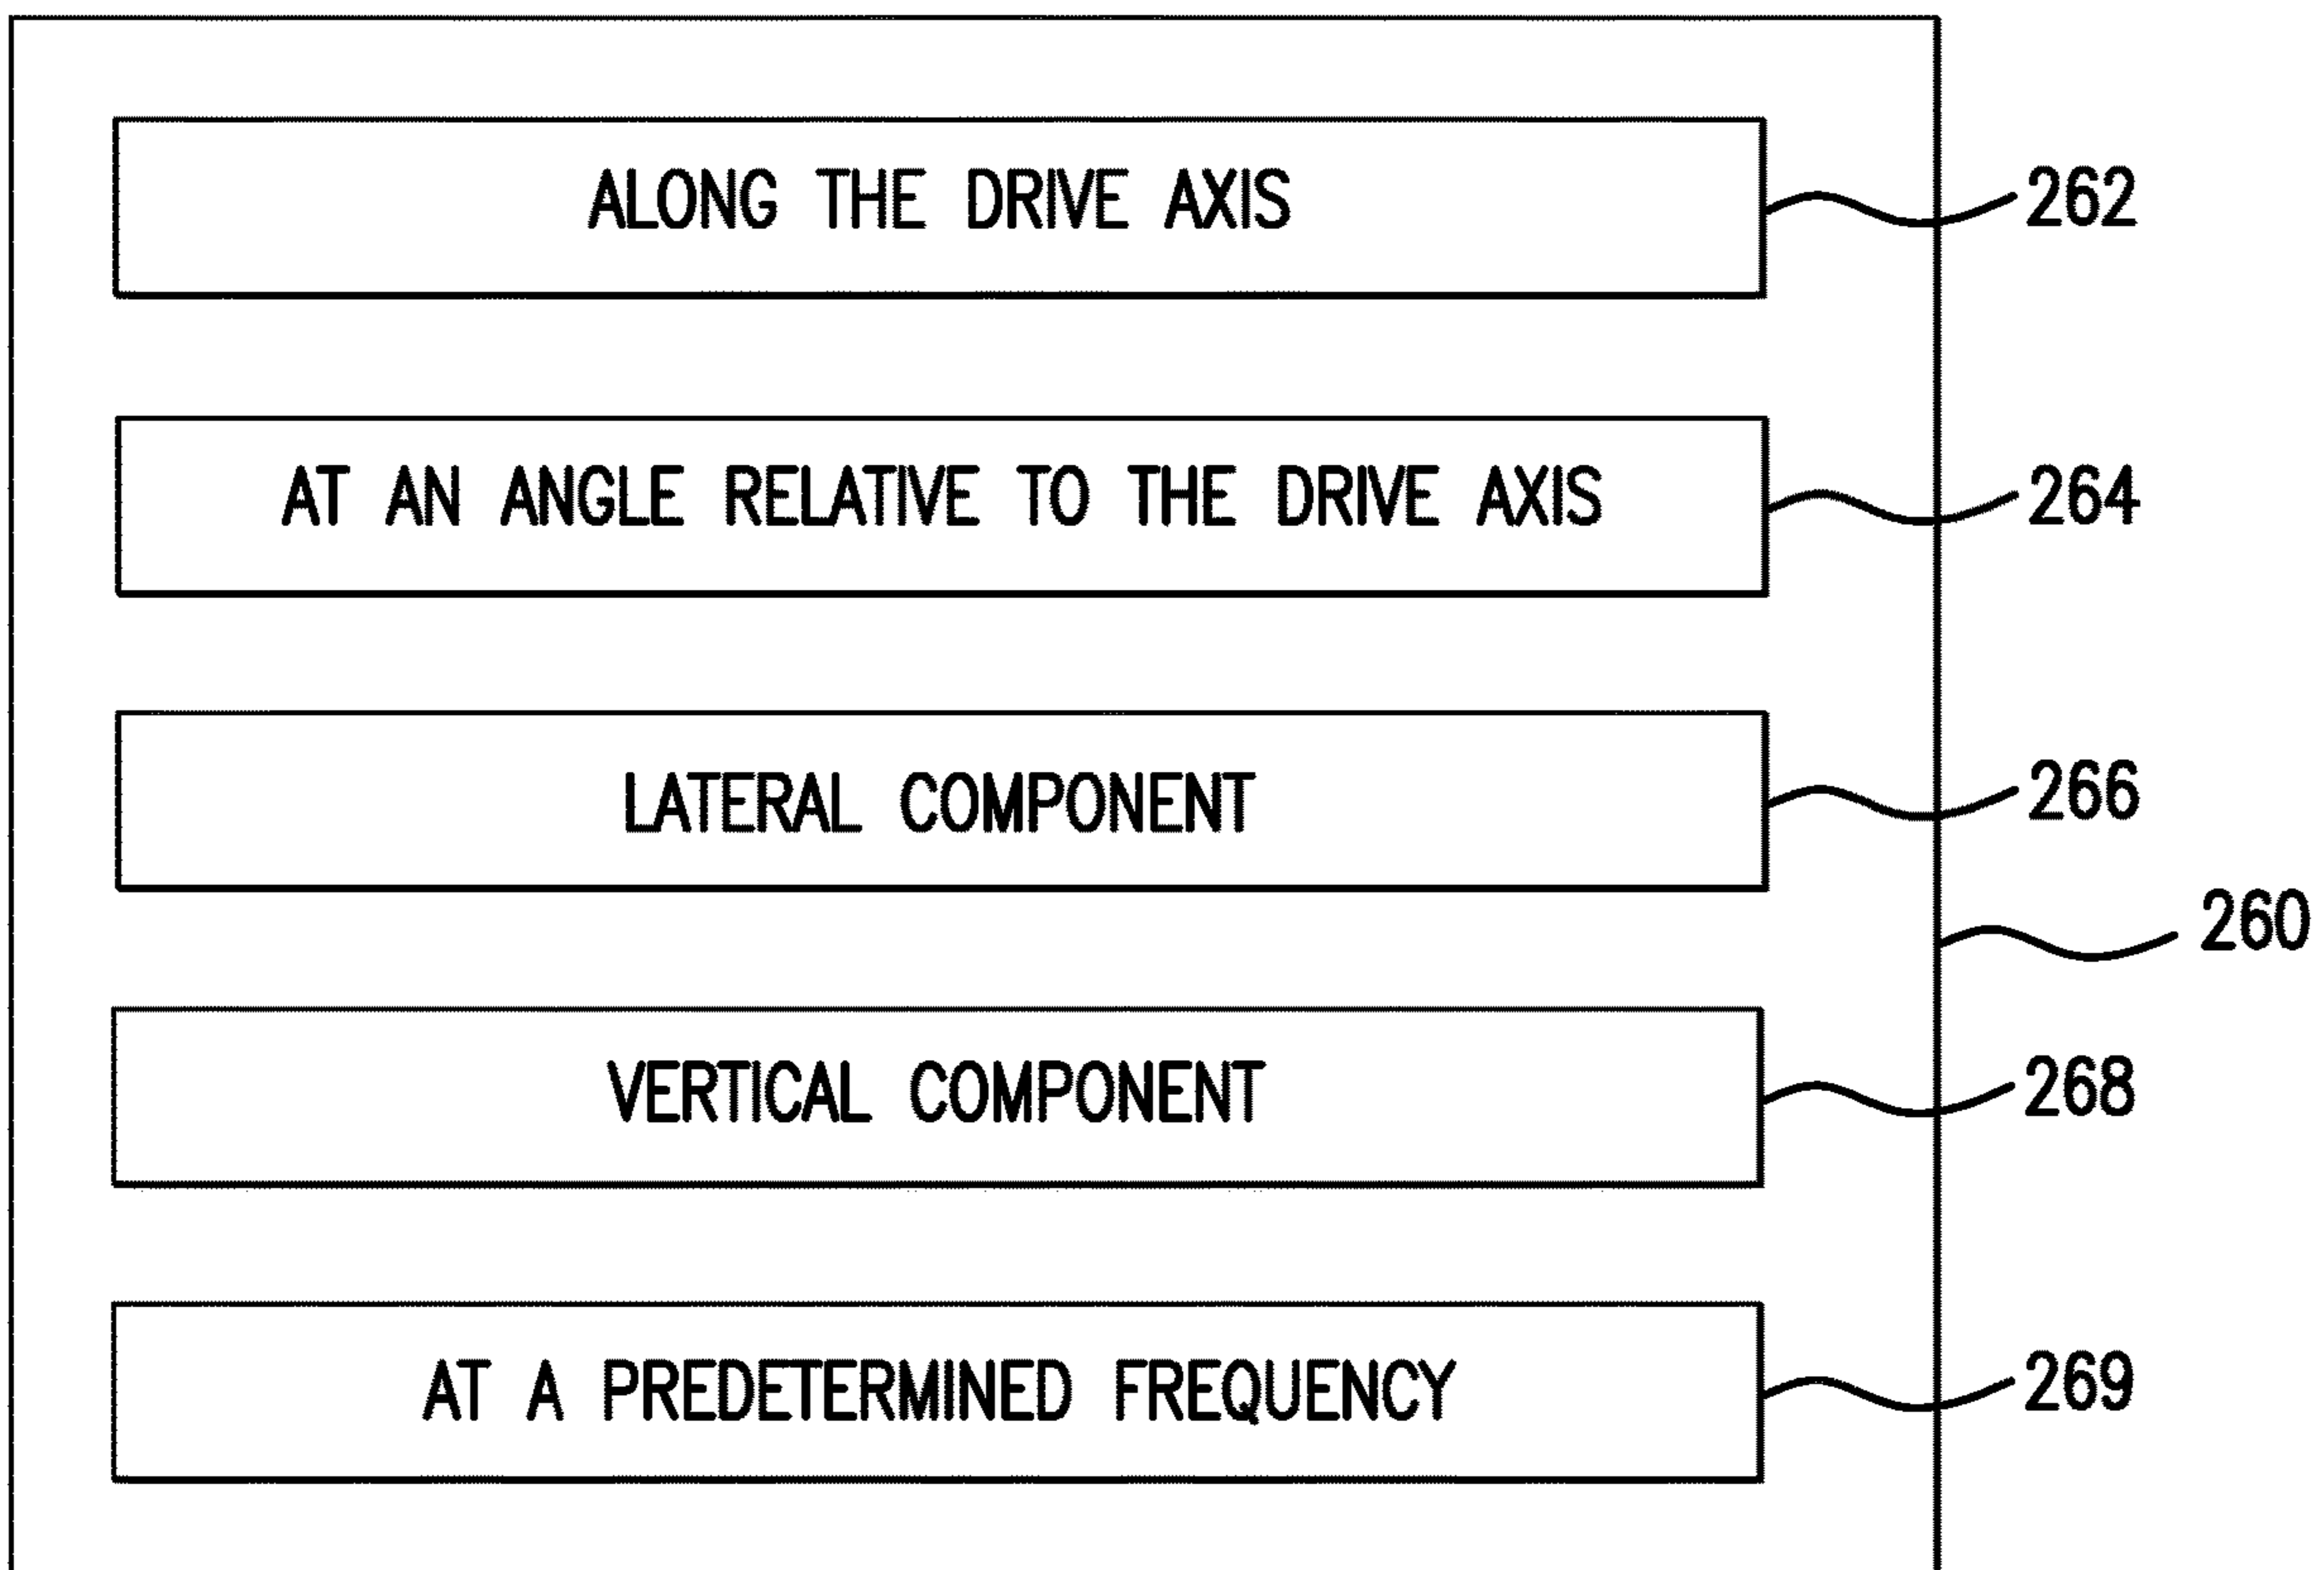 ALONG THE DRIVE AXIS
262
AT AN ANGLE RELATIVE TO THE DRIVE AXIS
264
LATERAL COMPONENT
266
260
VERTICAL COMPONENT
268
AT A PREDETERMINED FREQUENCY
269